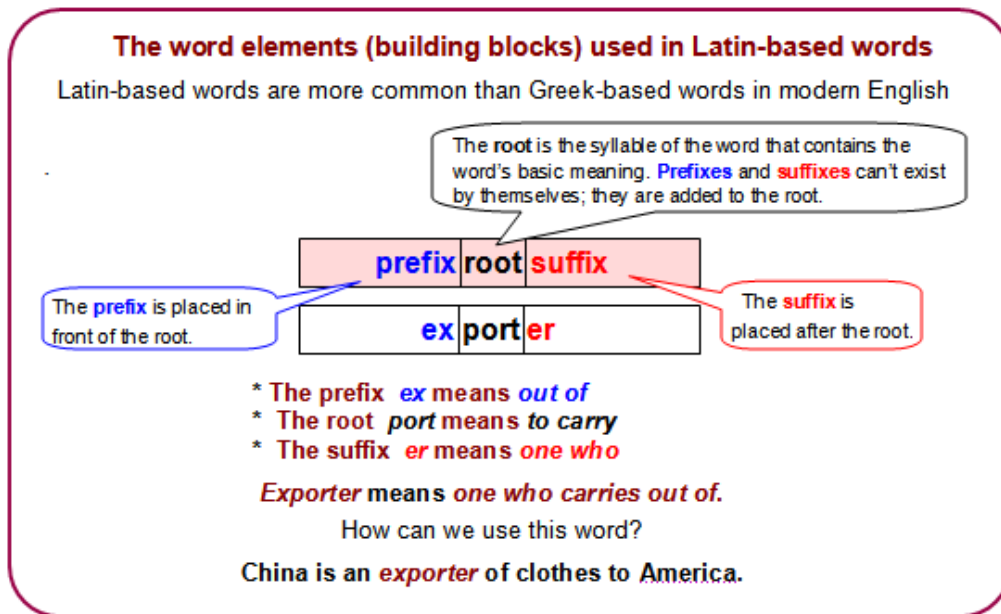 The word elements (building blocks) used in Latin-based words
Latin-based words are more common than Greek-based words in modern English
The root is the syllable of the word that contains the
word's basic meaning. Prefixes and suffixes can't exist
by themselves; they are added to the root.
prefix root suffix
The prefix is placed in
front of the root.
The suffix is
placed after the root.
ex port er
* The prefix ex means out of
* The root port means to carry
* The suffix er means one who
Exporter means one who carries out of.
How can we use this word?
China is an exporter of clothes to America.